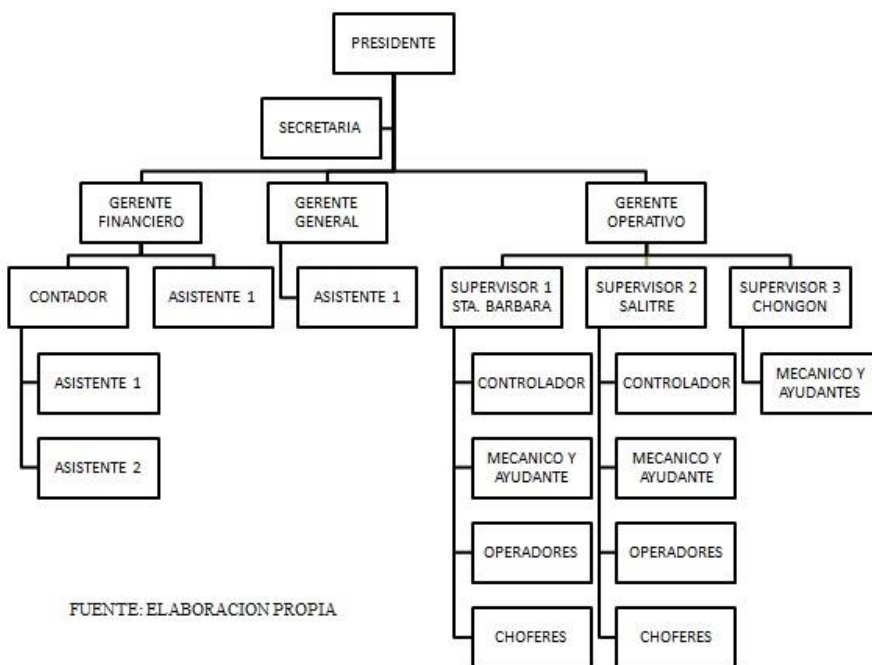 PRESIDENTE
SECRETARIA
GERENTE
FINANCIERO
GERENTE
GENERAL
GERENTE
OPERATIVO
CONTADOR
ASISTENTE 1
ASISTENTE 1
SUPERVISOR 1
STA. BARBARA
SUPERVISOR 2
SALITRE
SUPERVISOR 3
CHONGON
ASISTENTE 1
CONTROLADOR
CONTROLADOR
MECANICO Y
AYUDANTES
ASISTENTE 2
MECANICO Y
AYUDANTE
MECANICO Y
AYUDANTE
OPERADORES
OPERADORES
FUENTE: ELABORACION PROPIA
CHOFERES
CHOFERES